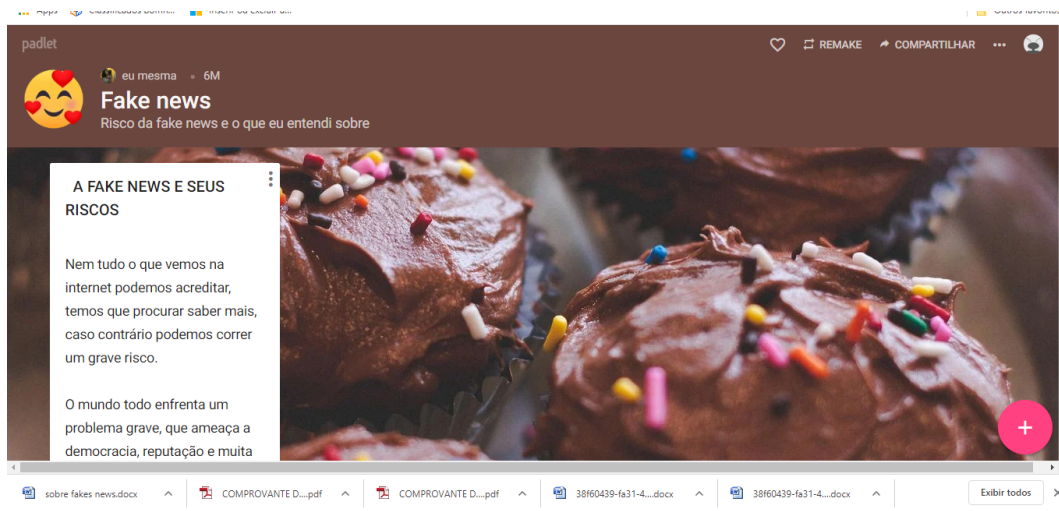 Apps
padlet
REMAKE
COMPARTILHAR
eu mesma • 6M
Fake news
Risco da fake news e o que eu entendi sobre
A FAKE NEWS E SEUS
RISCOS
Nem tudo o que vemos na
internet podemos acreditar,
temos que procurar saber mais,
caso contrário podemos correr
um grave risco.
O mundo todo enfrenta um
problema grave, que ameaça a
democracia, reputação e muita
sobre fakes news.docx
COMPROVANTE D....pdf
COMPROVANTE D....pdf
38f60439-fa31-4....docx
38f60439-fa31-4....docx
Exibir todos